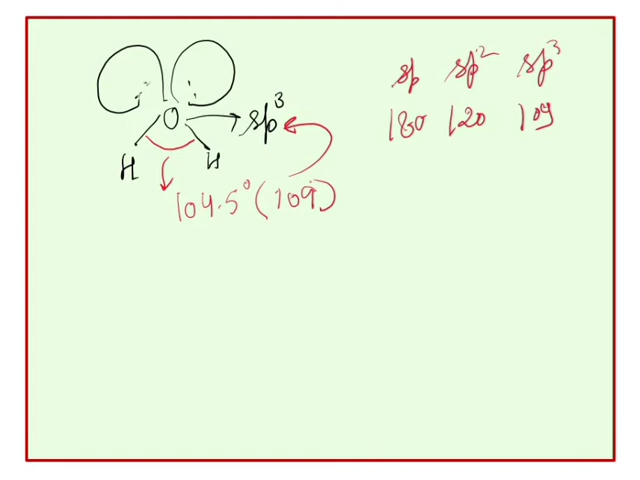 sp sp² sp³
O → sp³
180 120 109
H H
104.5° (109)